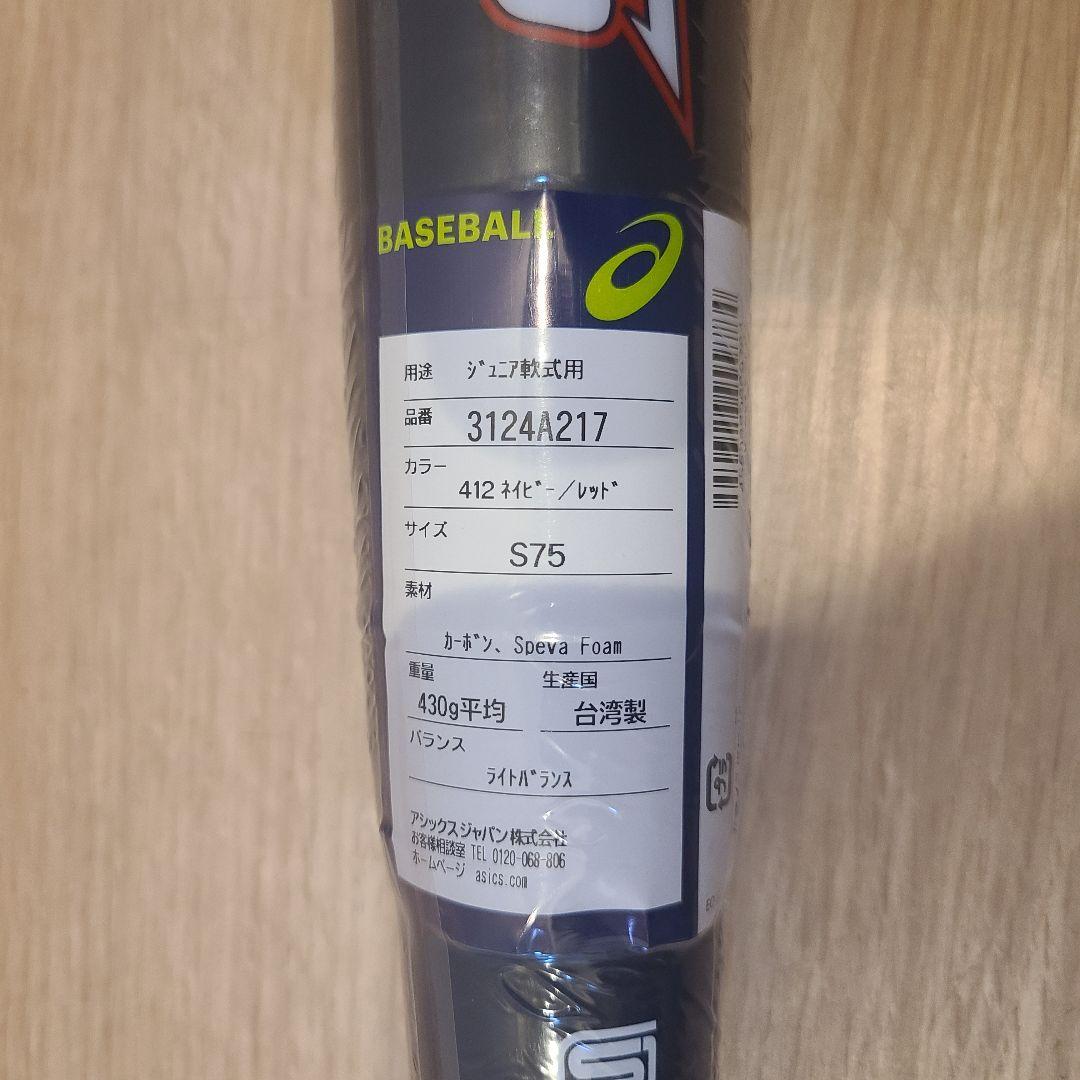 BASEBALL
用途 ジュニア軟式用
品番 3124A217
カラー
412 ネイビー/レッド
サイズ
S75
素材
カーボン、Speva Foam
重量 生産国
430g平均 台湾製
バランス
ライトバランス
アシックスジャパン株式会社
お客様相談室 TEL 0120-068-806
ホームページ asics.com